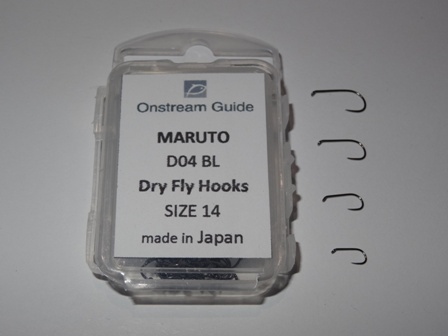 Onstream Guide
MARUTO
D04 BL
Dry Fly Hooks
SIZE 14
made in Japan